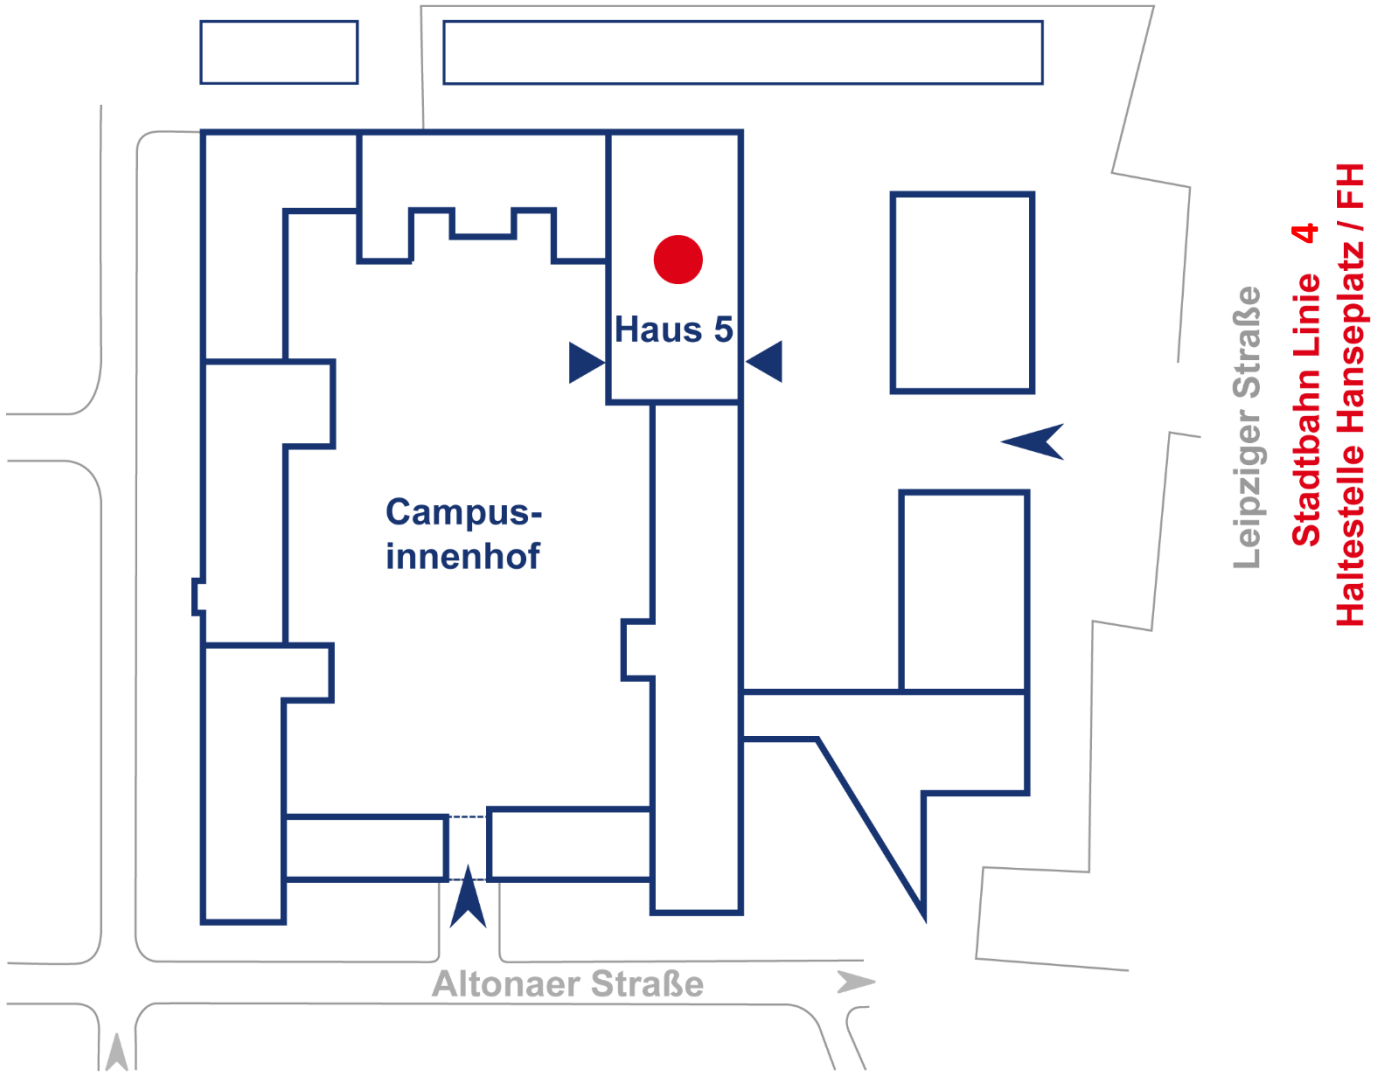 Haus 5
Campus-
innenhof
Altonaer Straße
Leipziger Straße
Stadtbahn Linie 4
Haltestelle Hanseplatz / FH